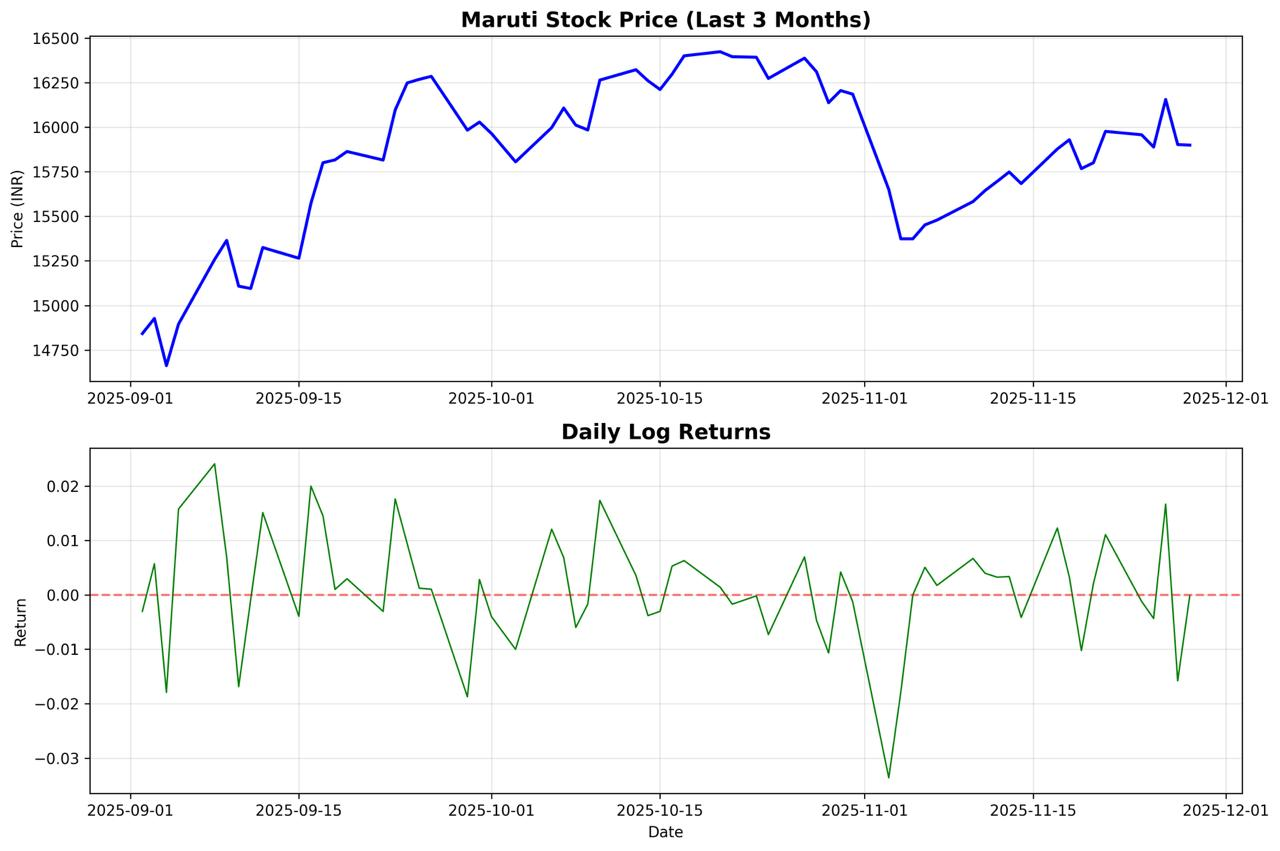 Maruti Stock Price (Last 3 Months)
16500
16250
16000
15750
15500
15250
15000
14750
Price (INR)
2025-09-01 2025-09-15 2025-10-01 2025-10-15 2025-11-01 2025-11-15 2025-12-01
Daily Log Returns
0.02
0.01
0.00
−0.01
−0.02
−0.03
Return
2025-09-01 2025-09-15 2025-10-01 2025-10-15 2025-11-01 2025-11-15 2025-12-01
Date